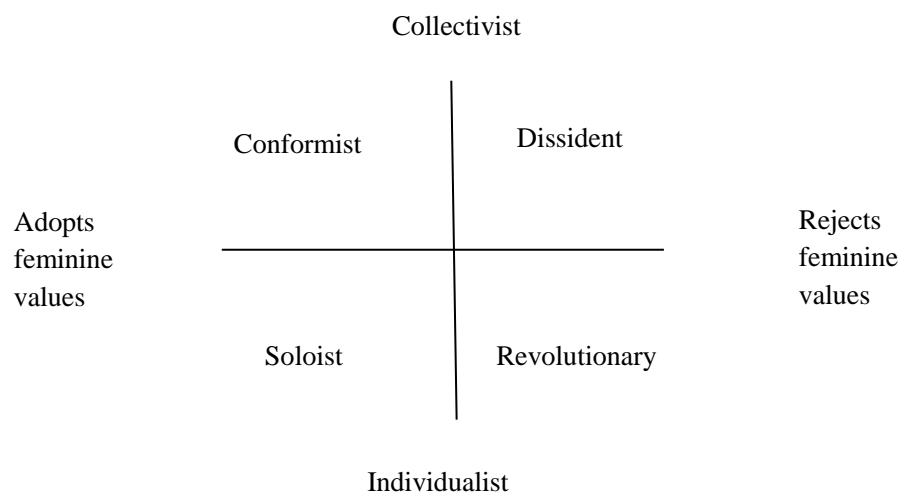 Collectivist
Conformist
Dissident
Adopts
feminine
values
Rejects
feminine
values
Soloist
Revolutionary
Individualist